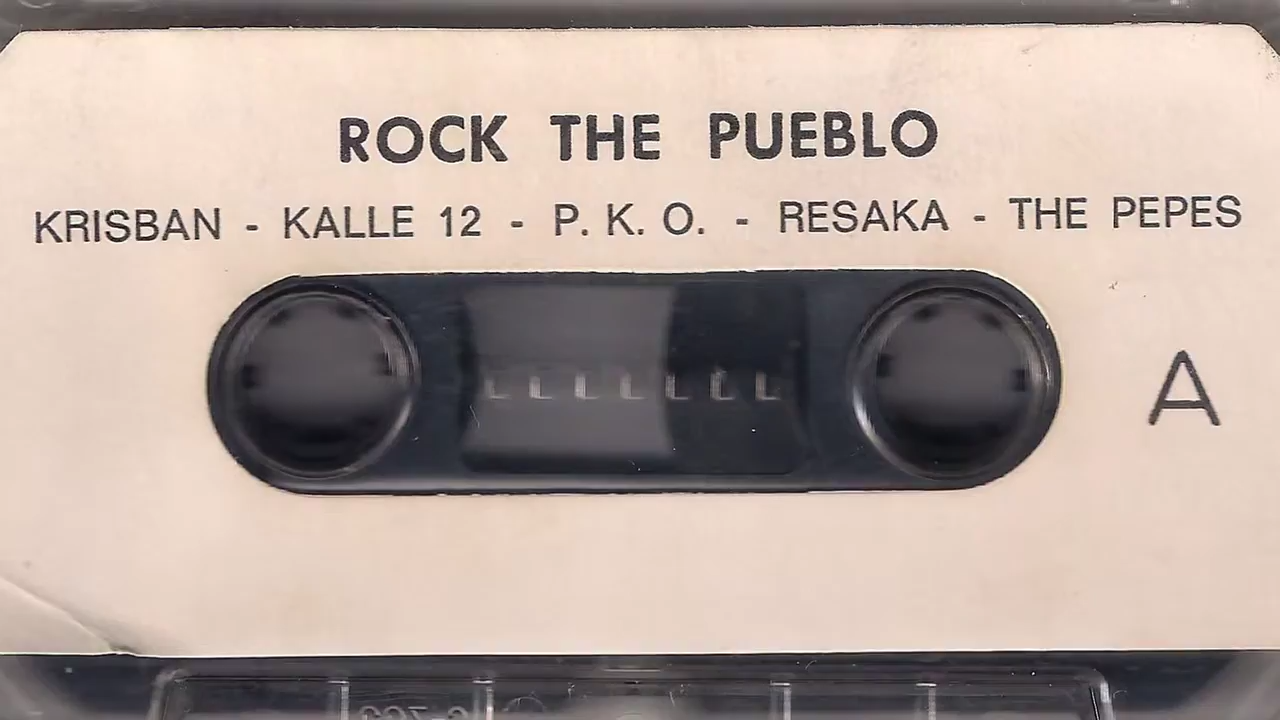 ROCK THE PUEBLO
KRISBAN - KALLE 12 - P. K. O. - RESAKA - THE PEPES
A